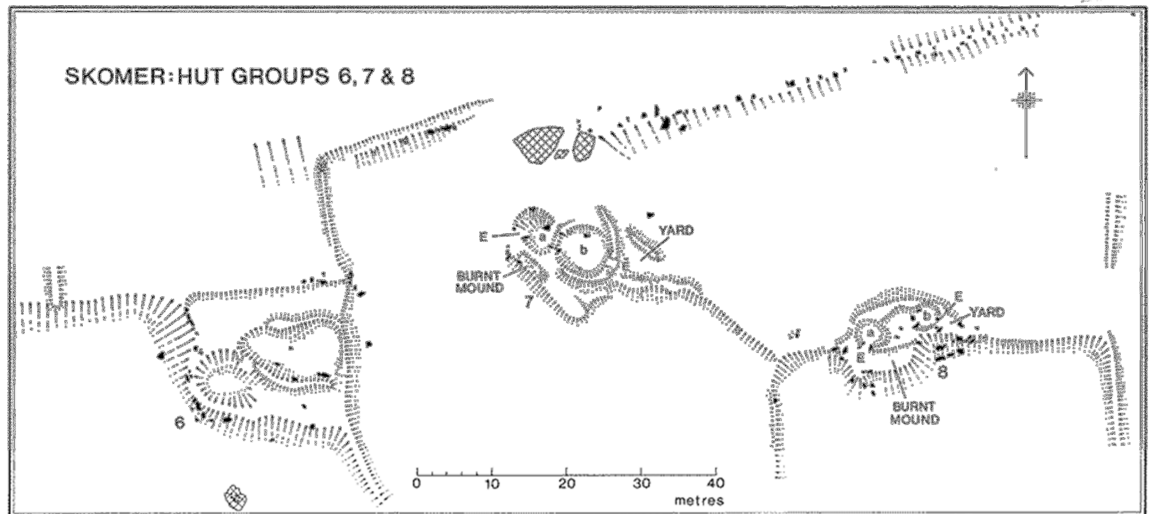 SKOMER: HUT GROUPS 6, 7 & 8
E
a
b
YARD
BURNT
MOUND
7
E
b
YARD
a
E
8
BURNT
MOUND
6
0 10 20 30 40
metres